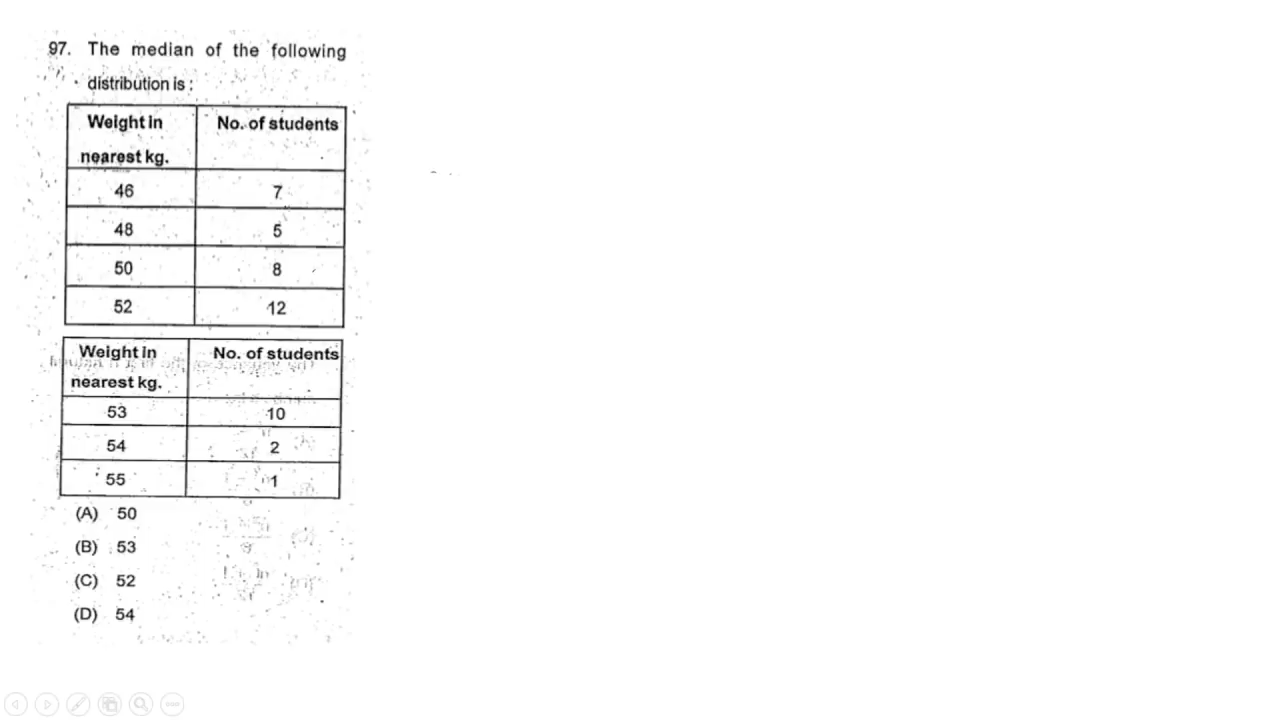 97. The median of the following
distribution is :
Weight in nearest kg. No. of students
46 7
48 5
50 8
52 12
Weight in nearest kg. No. of students
53 10
54 2
55 1
(A) 50
(B) 53
(C) 52
(D) 54